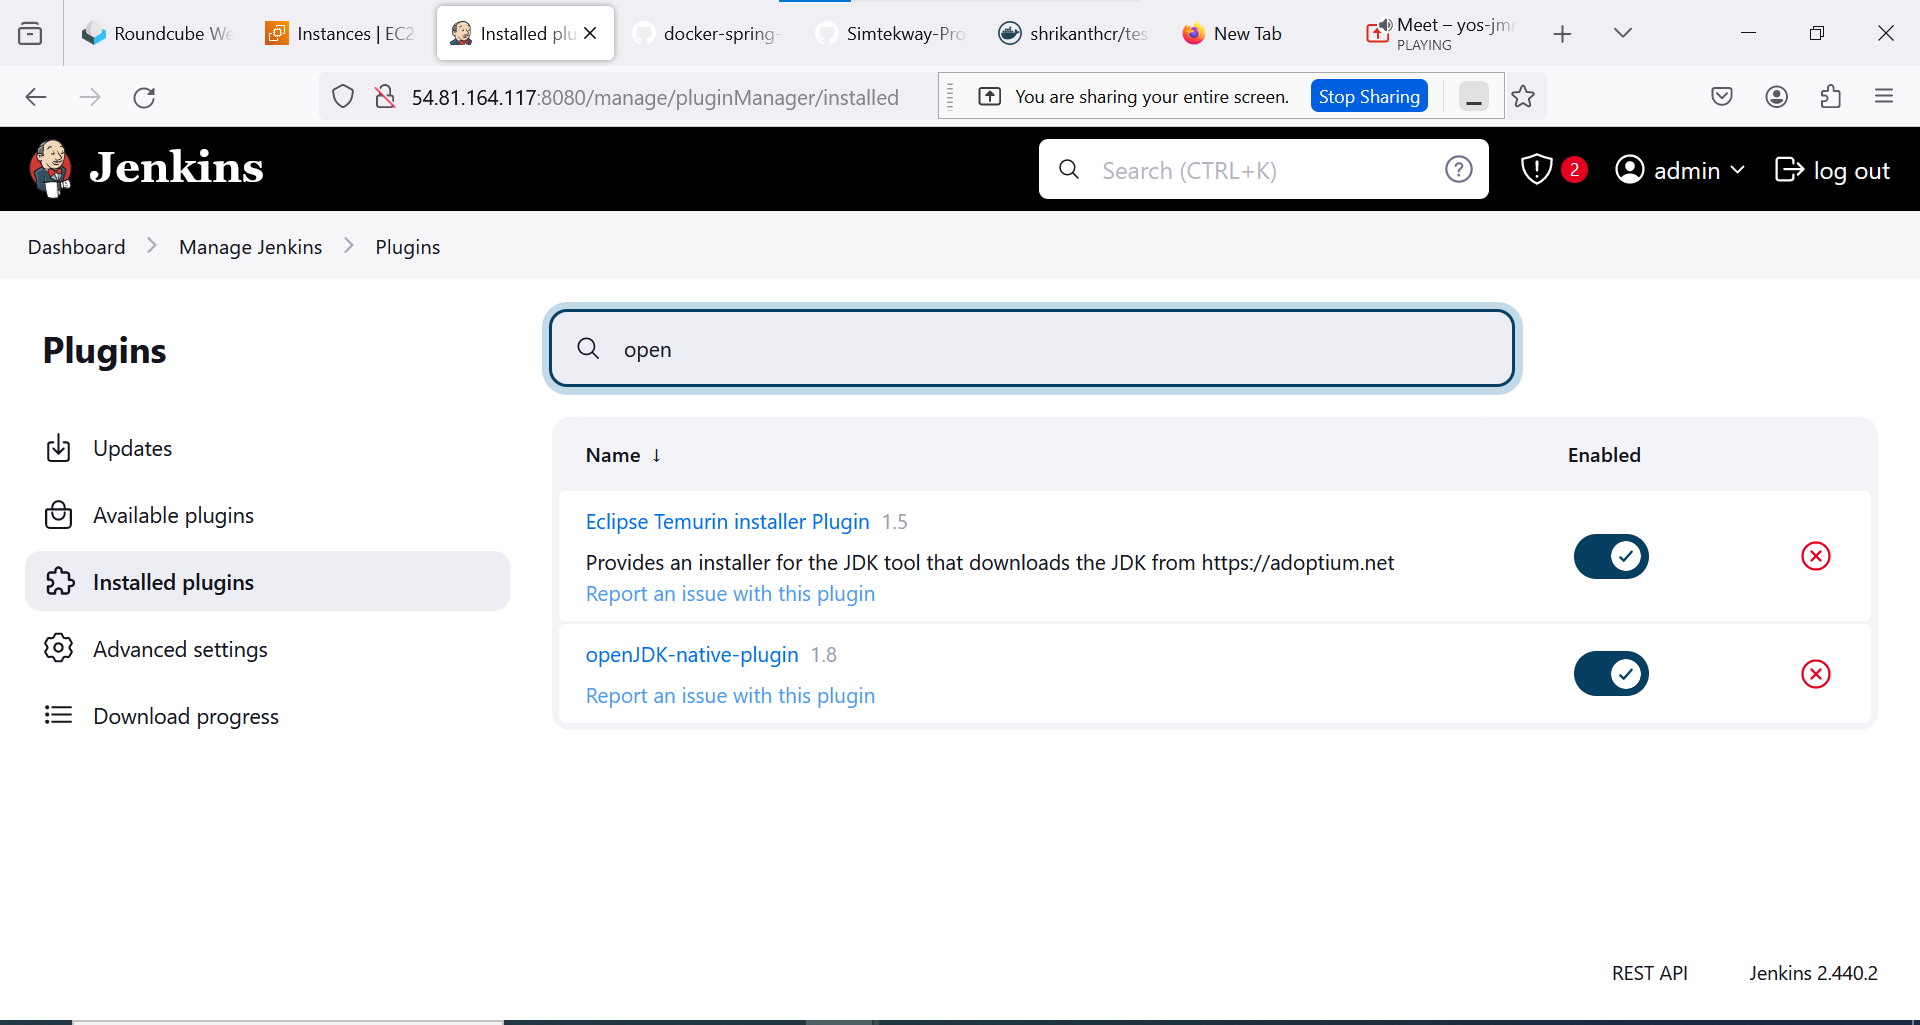 Roundcube We
Instances | EC2
Installed plu
docker-spring-
Simtekway-Pro
shrikanthcr/tes
New Tab
Meet – yos-jmr
PLAYING
54.81.164.117:8080/manage/pluginManager/installed
You are sharing your entire screen.
Stop Sharing
Jenkins
Search (CTRL+K)
2
admin
log out
Dashboard
Manage Jenkins
Plugins
Plugins
open
Updates
Available plugins
Installed plugins
Advanced settings
Download progress
Name ↓
Enabled
Eclipse Temurin installer Plugin 1.5
Provides an installer for the JDK tool that downloads the JDK from https://adoptium.net
Report an issue with this plugin
openJDK-native-plugin 1.8
Report an issue with this plugin
REST API
Jenkins 2.440.2